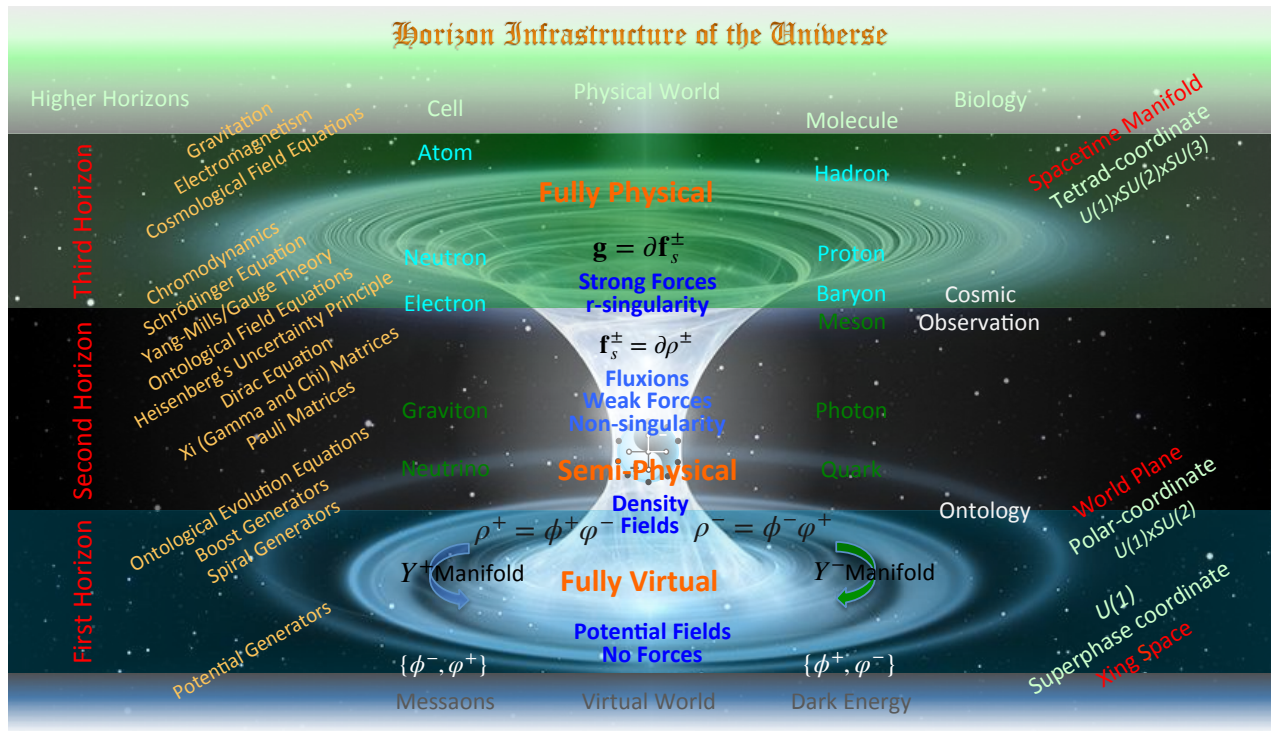 Horizon Infrastructure of the Universe
Higher Horizons
Physical World
Cell
Biology
Molecule
Gravitation
Electromagnetism
Cosmological Field Equations
Spacetime Manifold
Tetrad-coordinate
U(1)xSU(2)xSU(3)
Third Horizon
Atom
Hadron
Fully Physical
g = ∂f_s^±
Neutron
Proton
Strong Forces
r-singularity
Electron
Baryon
Meson
Cosmic
Observation
Chromodynamics
Schrödinger Equation
Yang-Mills/Gauge Theory
Ontological Field Equations
Heisenberg's Uncertainty Principle
Dirac Equation
Xi (Gamma and Chi) Matrices
Pauli Matrices
Second Horizon
f_s^± = ∂ρ^±
Fluxions
Weak Forces
Non-singularity
Graviton
Photon
Neutrino
Semi-Physical
Quark
Density
Fields
Ontology
World Plane
Polar-coordinate
U(1)xSU(2)
Ontological Evolution Equations
Boost Generators
Spiral Generators
First Horizon
ρ^+ = ϕ^+φ^-
ρ^- = ϕ^-φ^+
Y^+ Manifold
Y^- Manifold
Fully Virtual
Potential Generators
Potential Fields
No Forces
{ϕ^-, φ^+}
{ϕ^+, φ^-}
U(1)
Superphase coordinate
Xing Space
Messaons
Virtual World
Dark Energy